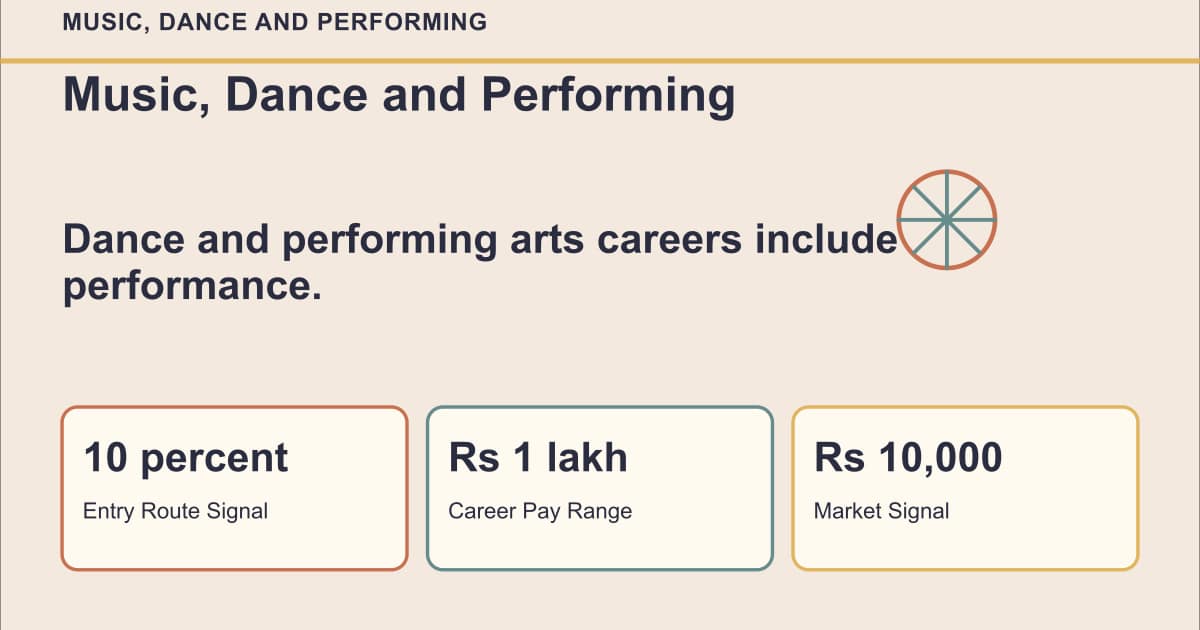 MUSIC, DANCE AND PERFORMING
Music, Dance and Performing
Dance and performing arts careers include
performance.
10 percent
Entry Route Signal
Rs 1 lakh
Career Pay Range
Rs 10,000
Market Signal